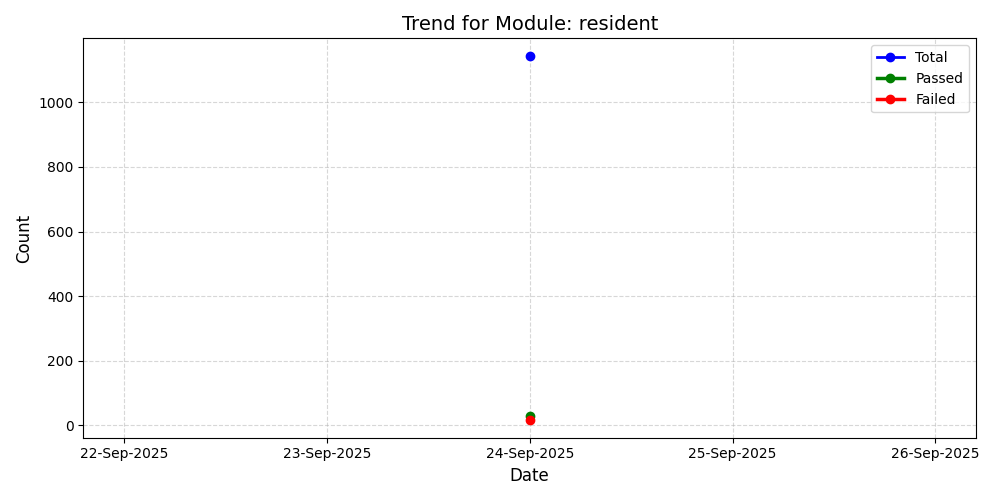 Trend for Module: resident
Total
Passed
Failed
Count
1000
800
600
400
200
0
22-Sep-2025
23-Sep-2025
24-Sep-2025
25-Sep-2025
26-Sep-2025
Date